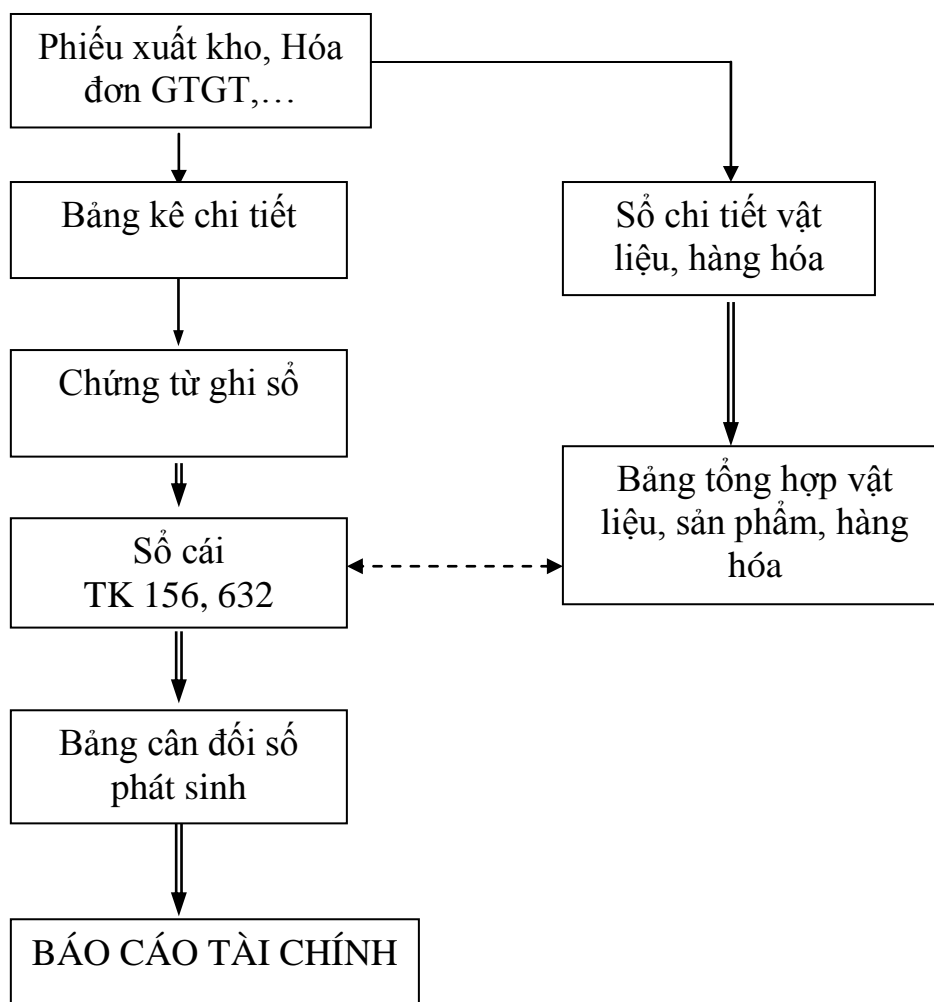 Phiếu xuất kho, Hóa
đơn GTGT,…
Bảng kê chi tiết
Sổ chi tiết vật
liệu, hàng hóa
Chứng từ ghi sổ
Bảng tổng hợp vật
liệu, sản phẩm, hàng
hóa
Sổ cái
TK 156, 632
Bảng cân đối số
phát sinh
BÁO CÁO TÀI CHÍNH